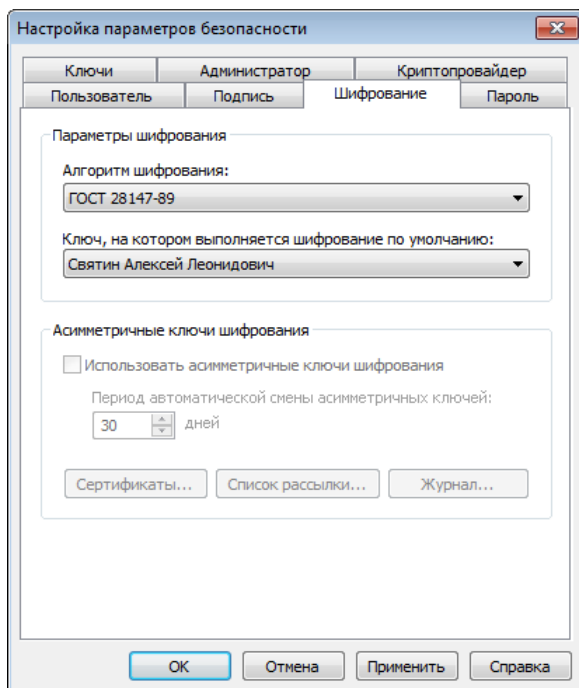 Настройка параметров безопасности
Ключи Администратор Криптопровайдер
Пользователь Подпись Шифрование Пароль
Параметры шифрования
Алгоритм шифрования:
ГОСТ 28147-89
Ключ, на котором выполняется шифрование по умолчанию:
Святин Алексей Леонидович
Асимметричные ключи шифрования
Использовать асимметричные ключи шифрования
Период автоматической смены асимметричных ключей:
30 дней
Сертификаты... Список рассылки... Журнал...
ОК Отмена Применить Справка